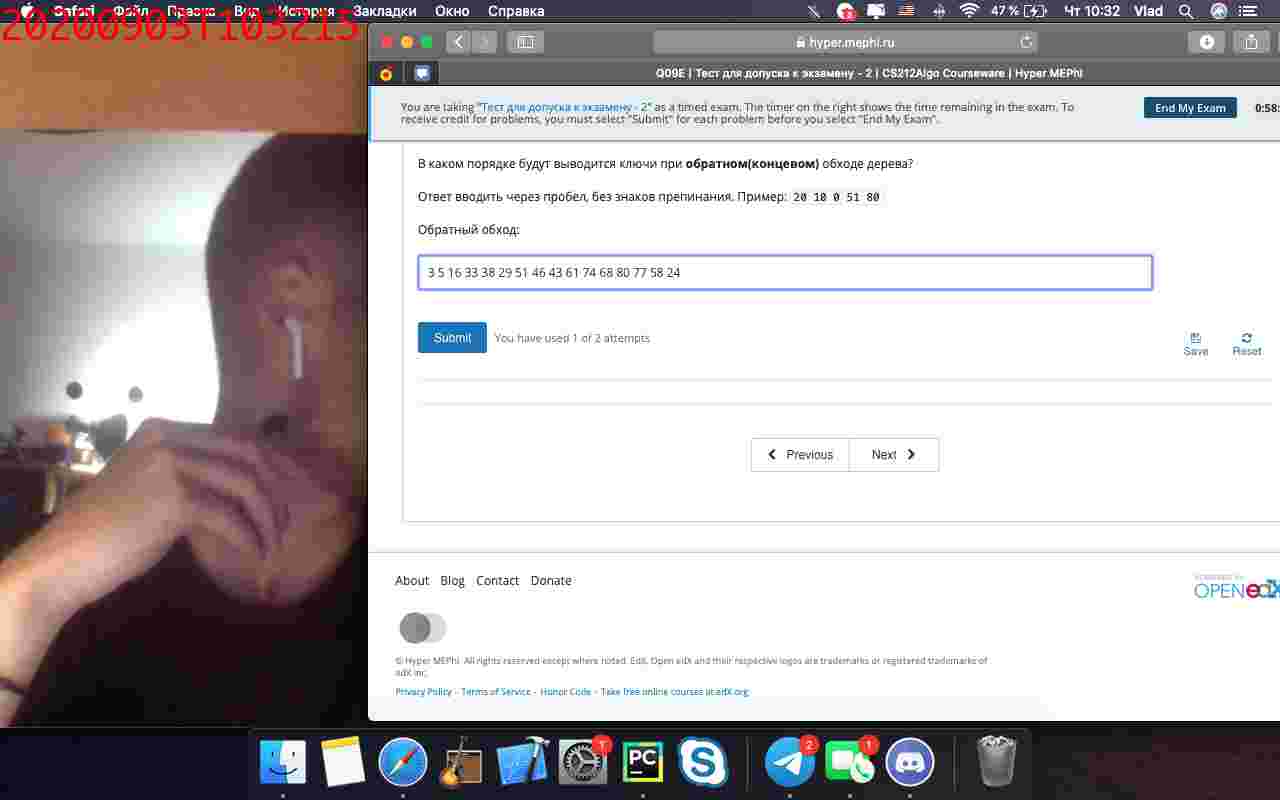 20200903T103215
Safari Файл Правка Вид История Закладки Окно Справка 47 % Чт 10:32 Vlad
hyper.mephi.ru
Q09E | Тест для допуска к экзамену - 2 | CS212Algo Courseware | Hyper.MEPhI
You are taking "Тест для допуска к экзамену - 2" as a timed exam. The timer on the right shows the time remaining in the exam. To
receive credit for problems, you must select "Submit" for each problem before you select "End My Exam".
End My Exam
0:58
В каком порядке будут выводится ключи при обратном(концевом) обходе дерева?
Ответ вводить через пробел, без знаков препинания. Пример: 20 10 0 51 80
Обратный обход:
3 5 16 33 38 29 51 46 43 61 74 68 80 77 58 24
Submit You have used 1 of 2 attempts
Save Reset
Previous Next
About Blog Contact Donate
POWERED BY
OPEN edX
© Hyper MEPhI. All rights reserved except where noted. EdX, Open edX and their respective logos are trademarks or registered trademarks of
edX Inc.
Privacy Policy - Terms of Service - Honor Code - Take free online courses at edX.org
1 PC 2 1